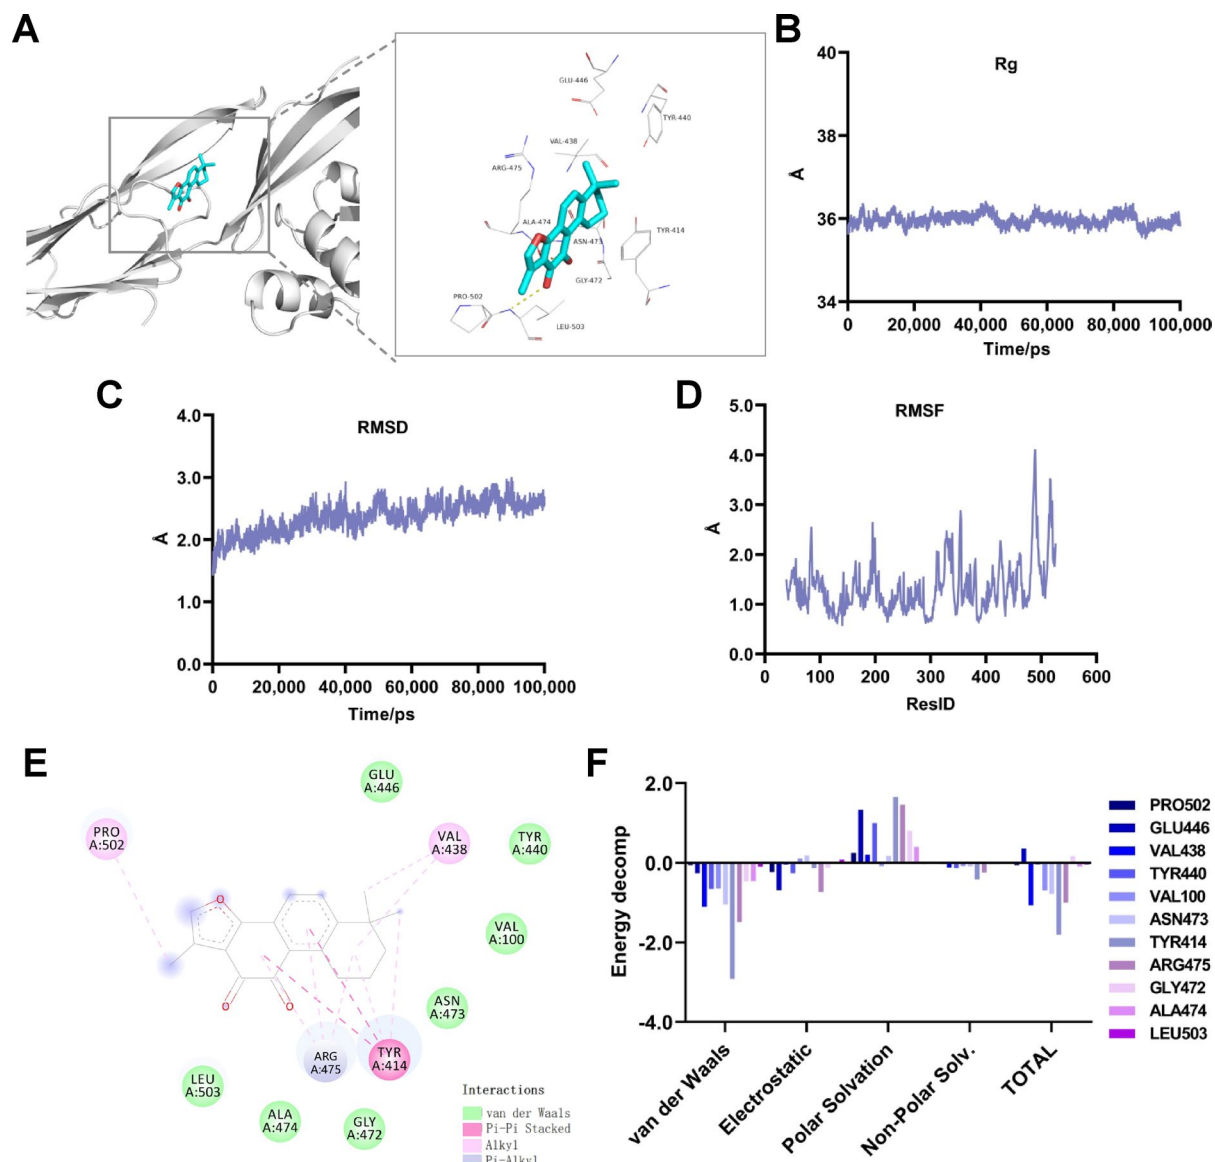 A
GLU-446
TYR-440
VAL-438
ARG-475
ALA-474
ASN-473
TYR-414
GLY-472
PRO-502
LEU-503
B
Rg
40
38
36
34
Å
0 20,000 40,000 60,000 80,000 100,000
Time/ps
C
RMSD
4.0
3.0
2.0
1.0
0.0
Å
0 20,000 40,000 60,000 80,000 100,000
Time/ps
D
RMSF
5.0
4.0
3.0
2.0
1.0
0.0
Å
0 100 200 300 400 500 600
ResID
E
GLU
A:446
PRO
A:502
VAL
A:438
TYR
A:440
VAL
A:100
ASN
A:473
ARG
A:475
TYR
A:414
LEU
A:503
ALA
A:474
GLY
A:472
O
O
O
Interactions
van der Waals
Pi-Pi Stacked
Alkyl
Pi-Alkyl
F
2.0
0.0
-2.0
-4.0
Energy decomp
van der Waals
Electrostatic
Polar Solvation
Non-Polar Solv.
TOTAL
PRO502
GLU446
VAL438
TYR440
VAL100
ASN473
TYR414
ARG475
GLY472
ALA474
LEU503